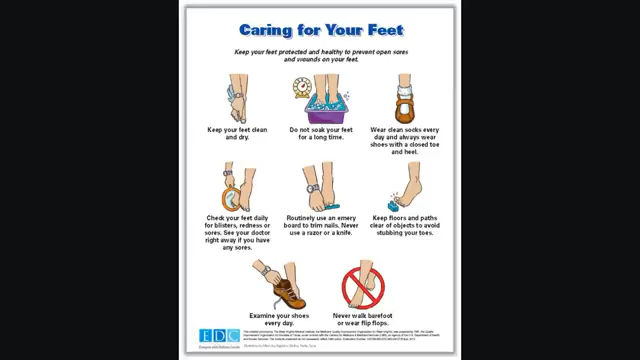 Caring for Your Feet
Keep your feet protected and healthy to prevent open sores
and wounds on your feet.
Keep your feet clean
and dry.
Do not soak your feet
for a long time.
Wear clean socks every
day and always wear
shoes with a closed toe
and heel.
Check your feet daily
for blisters, redness or
sores. See your doctor
right away if you have
any sores.
Routinely use an emery
board to trim nails. Never
use a razor or a knife.
Keep floors and paths
clear of objects to avoid
stubbing your toes.
Examine your shoes
every day.
Never walk barefoot
or wear flip flops.
EDC